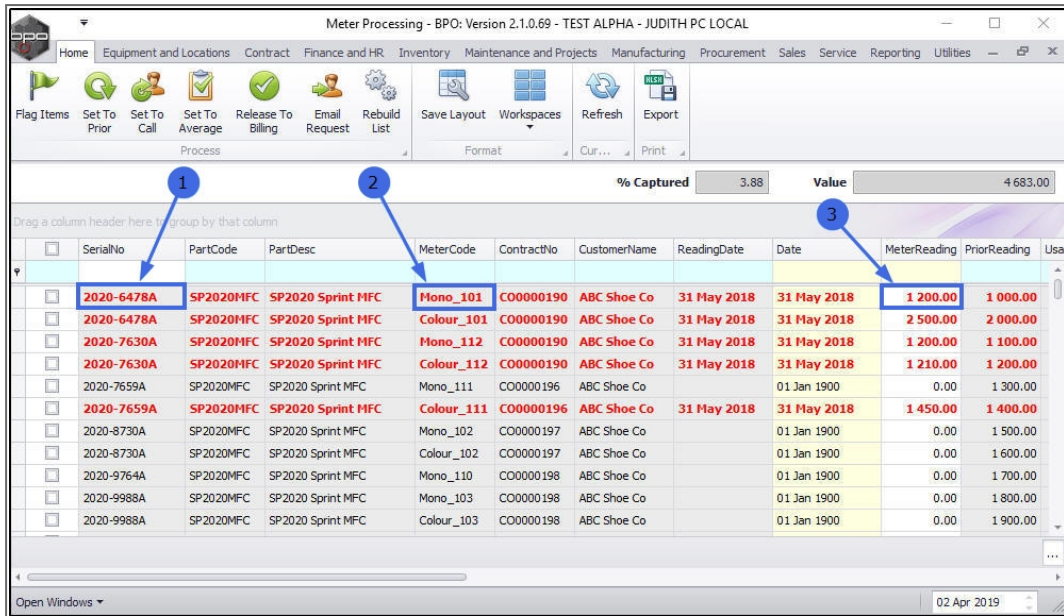 Meter Processing - BPO: Version 2.1.0.69 - TEST ALPHA - JUDITH PC LOCAL
bpo
Home Equipment and Locations Contract Finance and HR Inventory Maintenance and Projects Manufacturing Procurement Sales Service Reporting Utilities
Flag Items Set To Prior Set To Call Set To Average Release To Billing Email Request Rebuild List Save Layout Workspaces Refresh Export
XLSX
Process Format Cur... Print
1 2 3
% Captured 3.88 Value 4 683.00
Drag a column header here to group by that column
SerialNo PartCode PartDesc MeterCode ContractNo CustomerName ReadingDate Date MeterReading PriorReading Usa
2020-6478A SP2020MFC SP2020 Sprint MFC Mono_101 CO0000190 ABC Shoe Co 31 May 2018 31 May 2018 1 200.00 1 000.00
2020-6478A SP2020MFC SP2020 Sprint MFC Colour_101 CO0000190 ABC Shoe Co 31 May 2018 31 May 2018 2 500.00 2 000.00
2020-7630A SP2020MFC SP2020 Sprint MFC Mono_112 CO0000190 ABC Shoe Co 31 May 2018 31 May 2018 1 200.00 1 100.00
2020-7630A SP2020MFC SP2020 Sprint MFC Colour_112 CO0000190 ABC Shoe Co 31 May 2018 31 May 2018 1 210.00 1 200.00
2020-7659A SP2020MFC SP2020 Sprint MFC Mono_111 CO0000196 ABC Shoe Co 01 Jan 1900 0.00 1 300.00
2020-7659A SP2020MFC SP2020 Sprint MFC Colour_111 CO0000196 ABC Shoe Co 31 May 2018 31 May 2018 1 450.00 1 400.00
2020-8730A SP2020MFC SP2020 Sprint MFC Mono_102 CO0000197 ABC Shoe Co 01 Jan 1900 0.00 1 500.00
2020-8730A SP2020MFC SP2020 Sprint MFC Colour_102 CO0000197 ABC Shoe Co 01 Jan 1900 0.00 1 600.00
2020-9764A SP2020MFC SP2020 Sprint MFC Mono_110 CO0000198 ABC Shoe Co 01 Jan 1900 0.00 1 700.00
2020-9988A SP2020MFC SP2020 Sprint MFC Mono_103 CO0000198 ABC Shoe Co 01 Jan 1900 0.00 1 800.00
2020-9988A SP2020MFC SP2020 Sprint MFC Colour_103 CO0000198 ABC Shoe Co 01 Jan 1900 0.00 1 900.00
...
Open Windows 02 Apr 2019